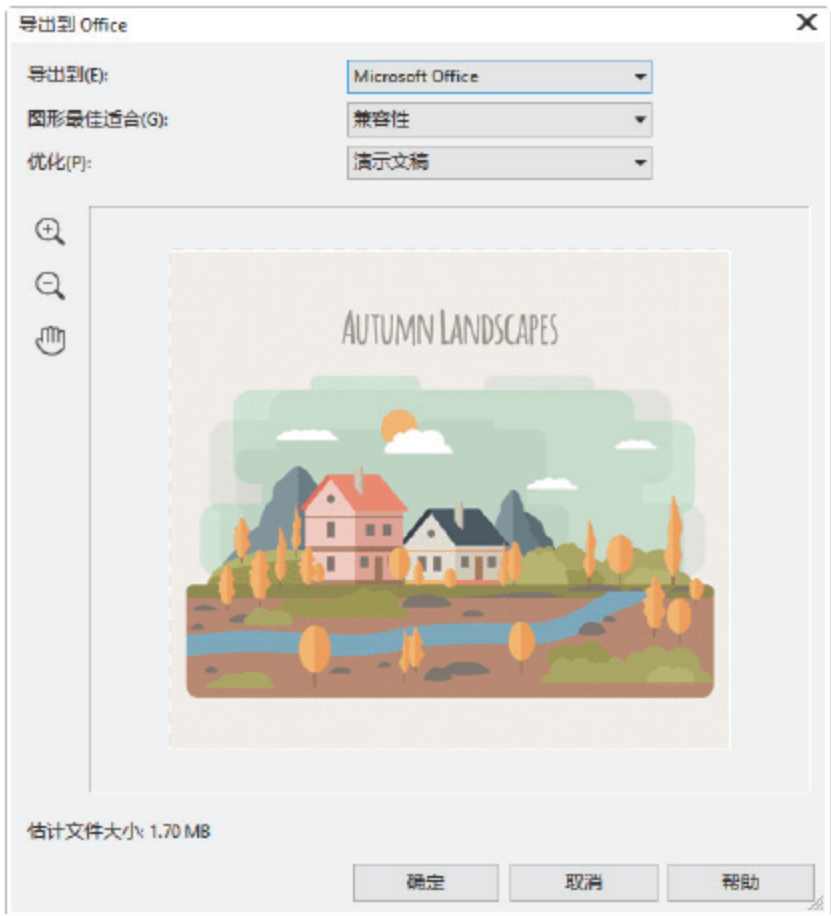 导出到 Office
导出到(E): Microsoft Office
图形最佳适合(G): 兼容性
优化(P): 演示文稿
AUTUMN LANDSCAPES
估计文件大小: 1.70 MB
确定 取消 帮助